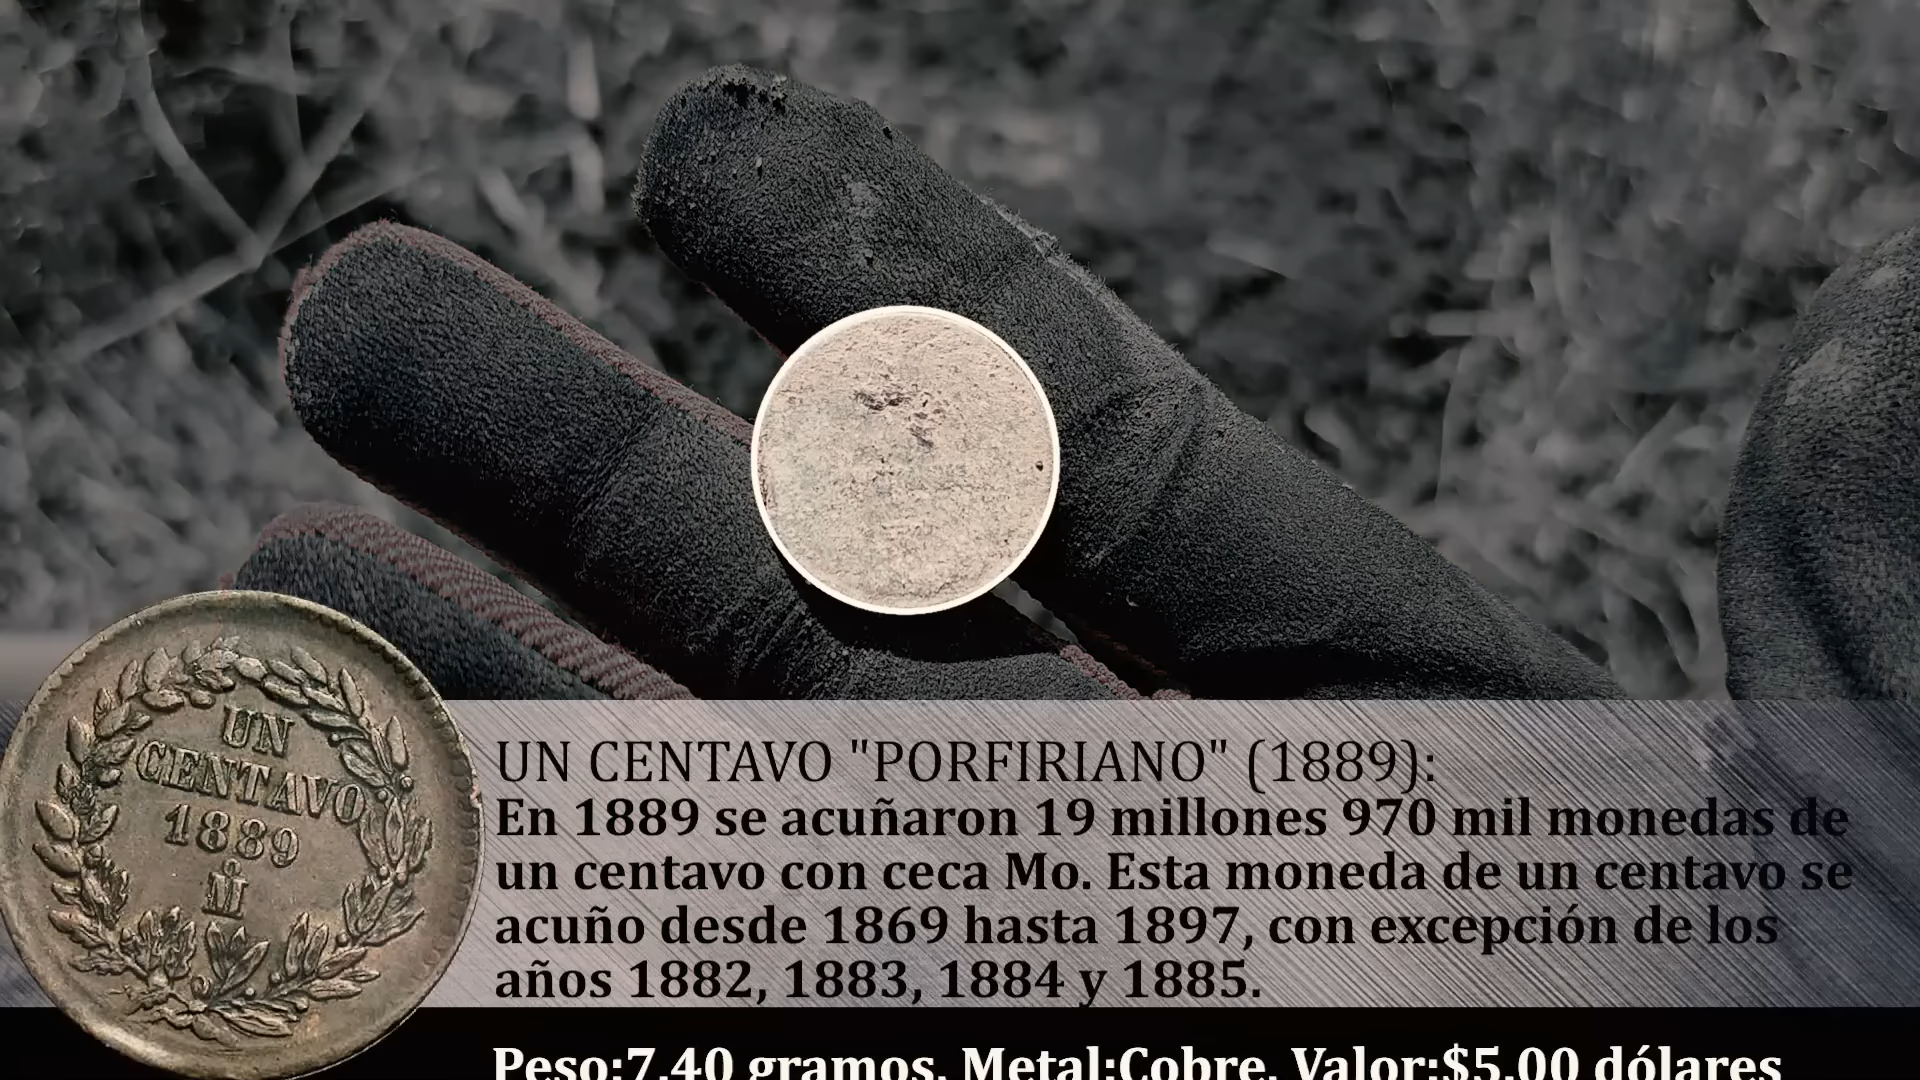 UN
CENTAVO
1889
M
UN CENTAVO "PORFIRIANO" (1889):
En 1889 se acuñaron 19 millones 970 mil monedas de
un centavo con ceca Mo. Esta moneda de un centavo se
acuño desde 1869 hasta 1897, con excepción de los
años 1882, 1883, 1884 y 1885.
Peso:7.40 gramos. Metal:Cobre. Valor:$5.00 dólares